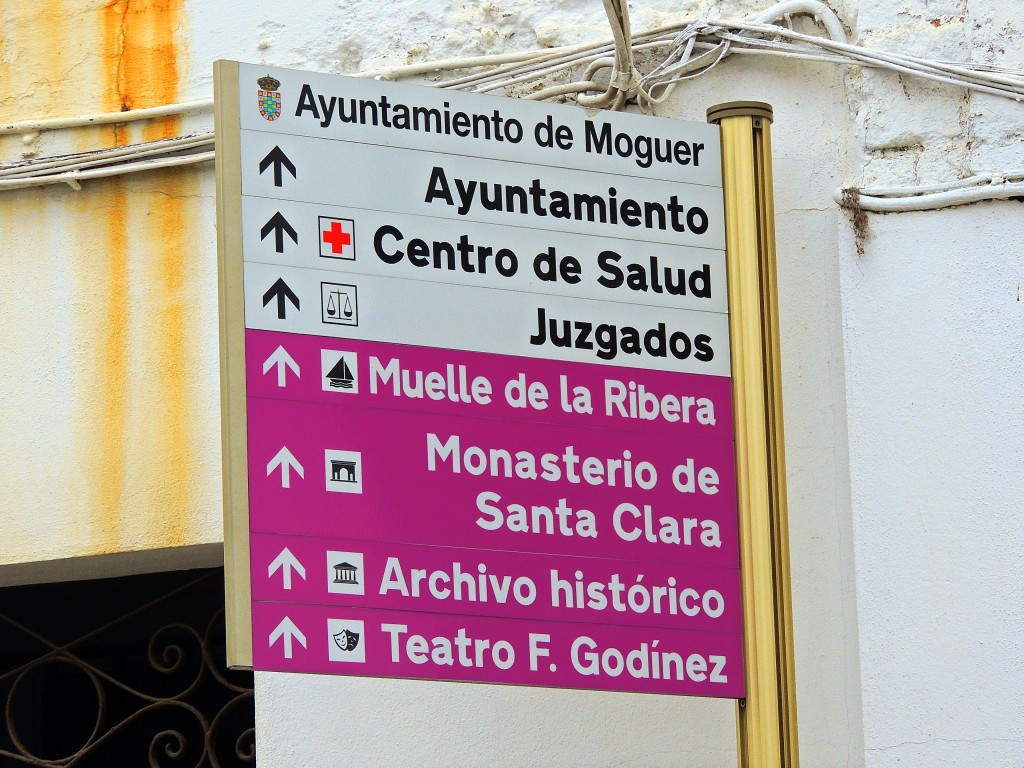 Ayuntamiento de Moguer
Ayuntamiento
Centro de Salud
Juzgados
Muelle de la Ribera
Monasterio de
Santa Clara
Archivo histórico
Teatro F. Godínez